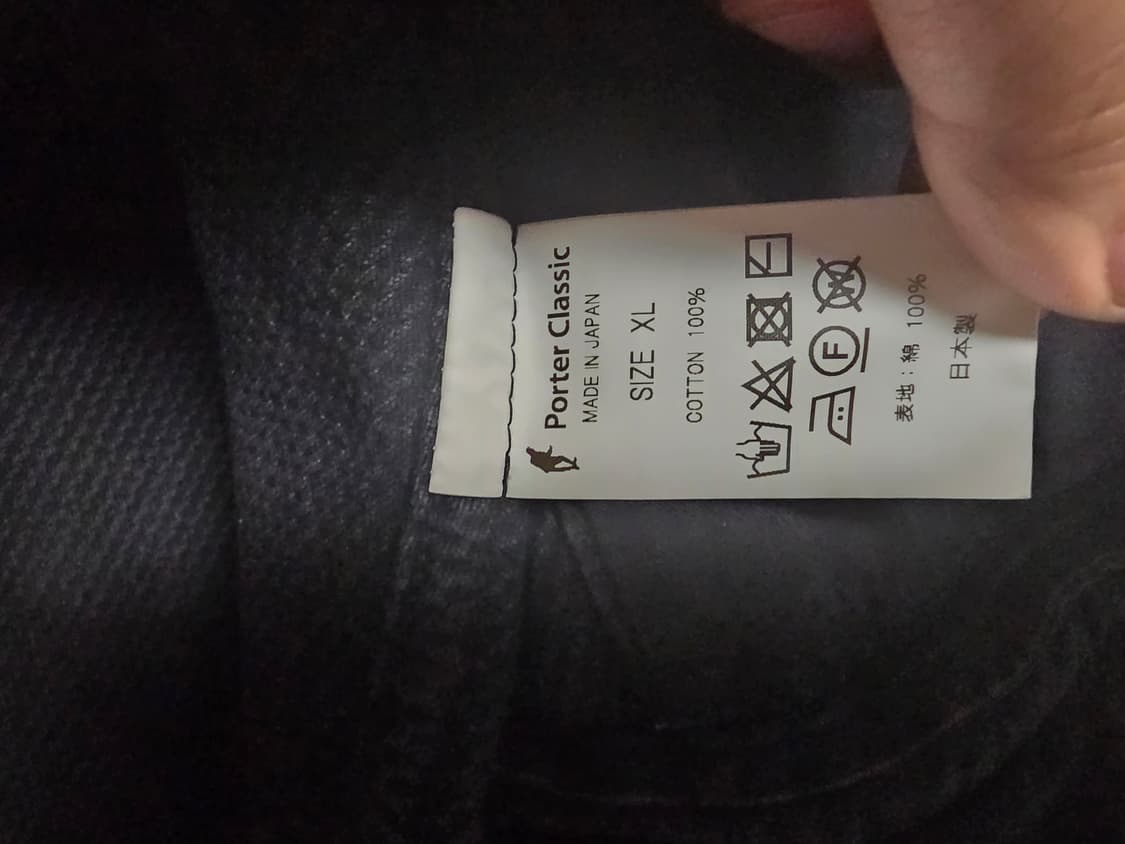 Porter Classic
MADE IN JAPAN
SIZE XL
COTTON 100%
F
W
表地：綿 100%
日本製